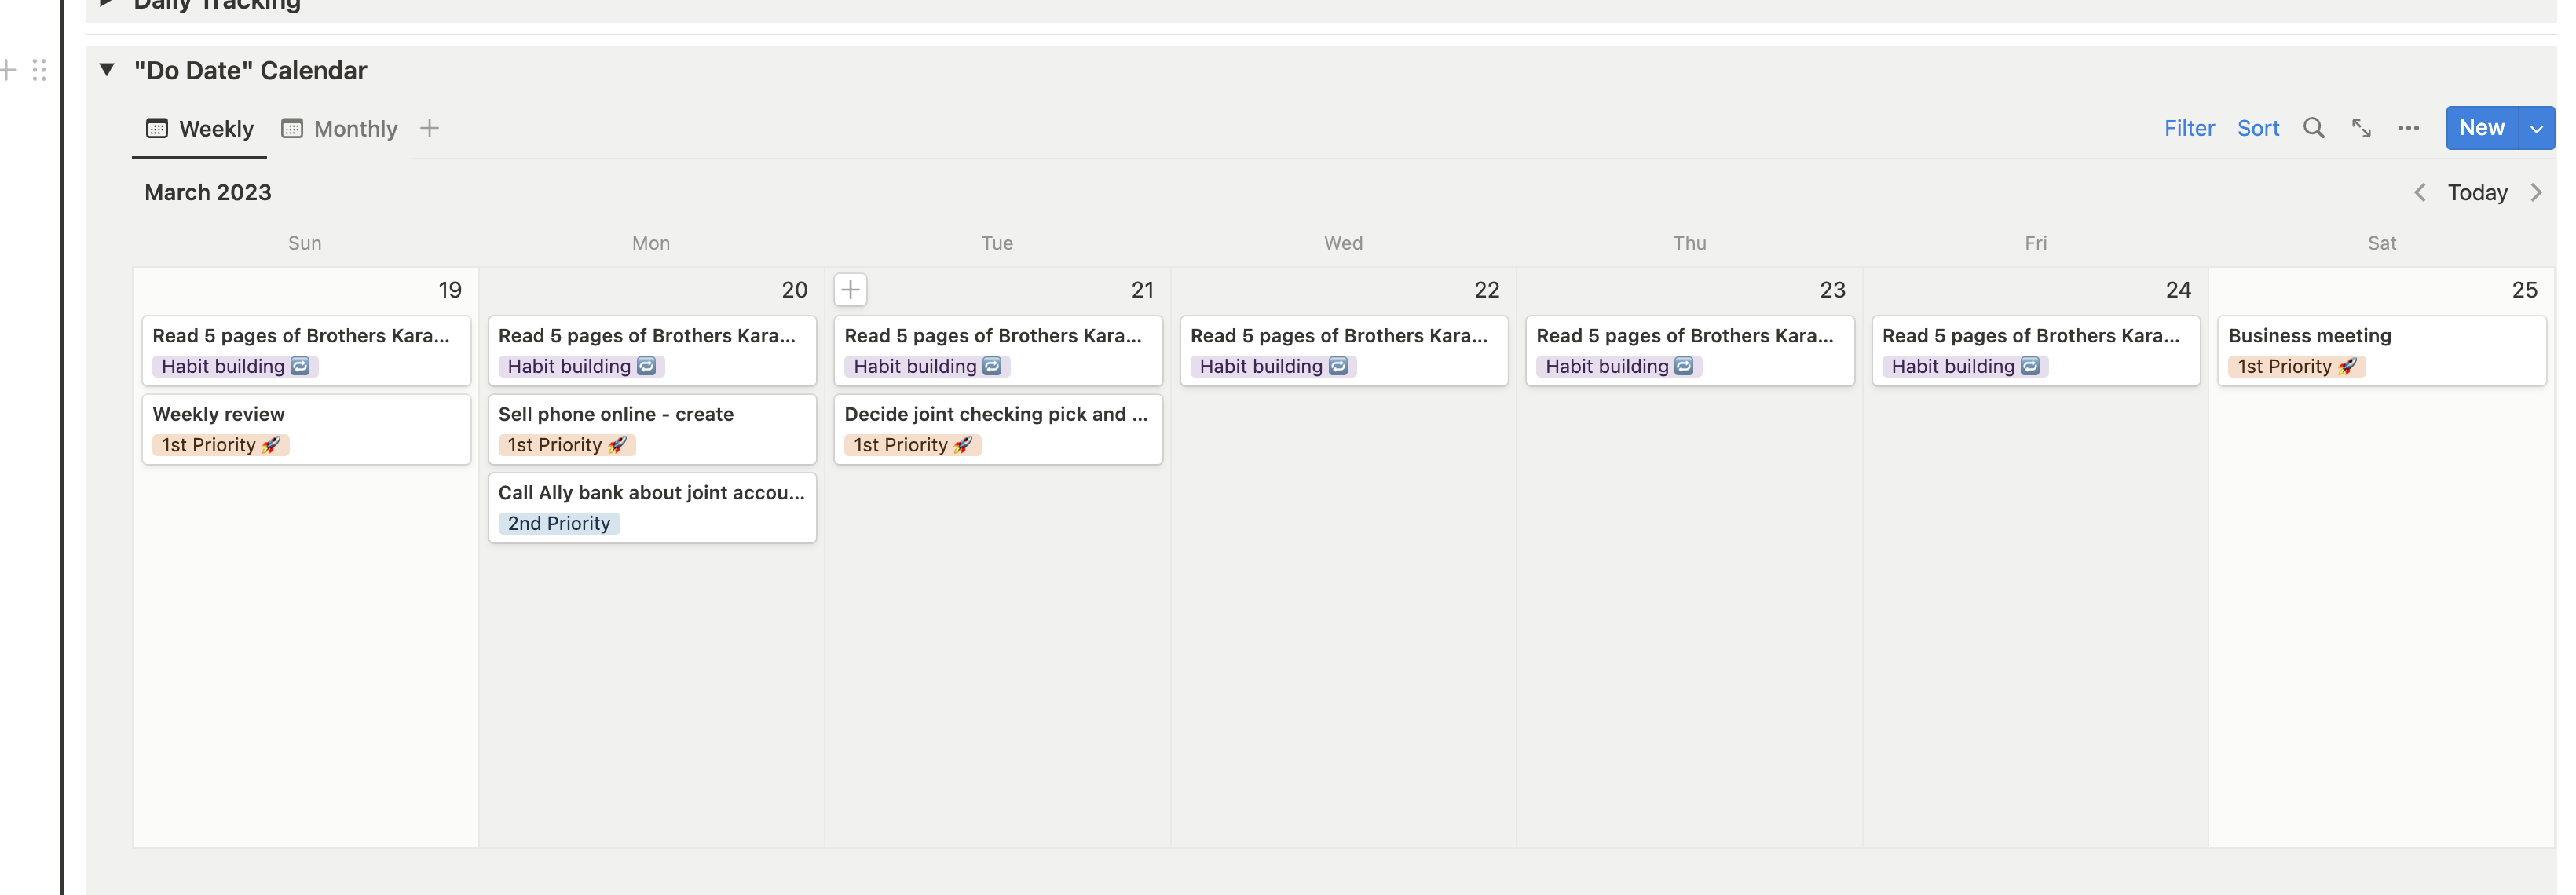 Daily Tracking
"Do Date" Calendar
Weekly Monthly
Filter Sort New
March 2023
Today
Sun Mon Tue Wed Thu Fri Sat
19 20 21 22 23 24 25
Read 5 pages of Brothers Kara...
Habit building 🔁
Weekly review
1st Priority 🚀
Read 5 pages of Brothers Kara...
Habit building 🔁
Sell phone online - create
1st Priority 🚀
Call Ally bank about joint accou...
2nd Priority
Read 5 pages of Brothers Kara...
Habit building 🔁
Decide joint checking pick and ...
1st Priority 🚀
Read 5 pages of Brothers Kara...
Habit building 🔁
Read 5 pages of Brothers Kara...
Habit building 🔁
Read 5 pages of Brothers Kara...
Habit building 🔁
Business meeting
1st Priority 🚀